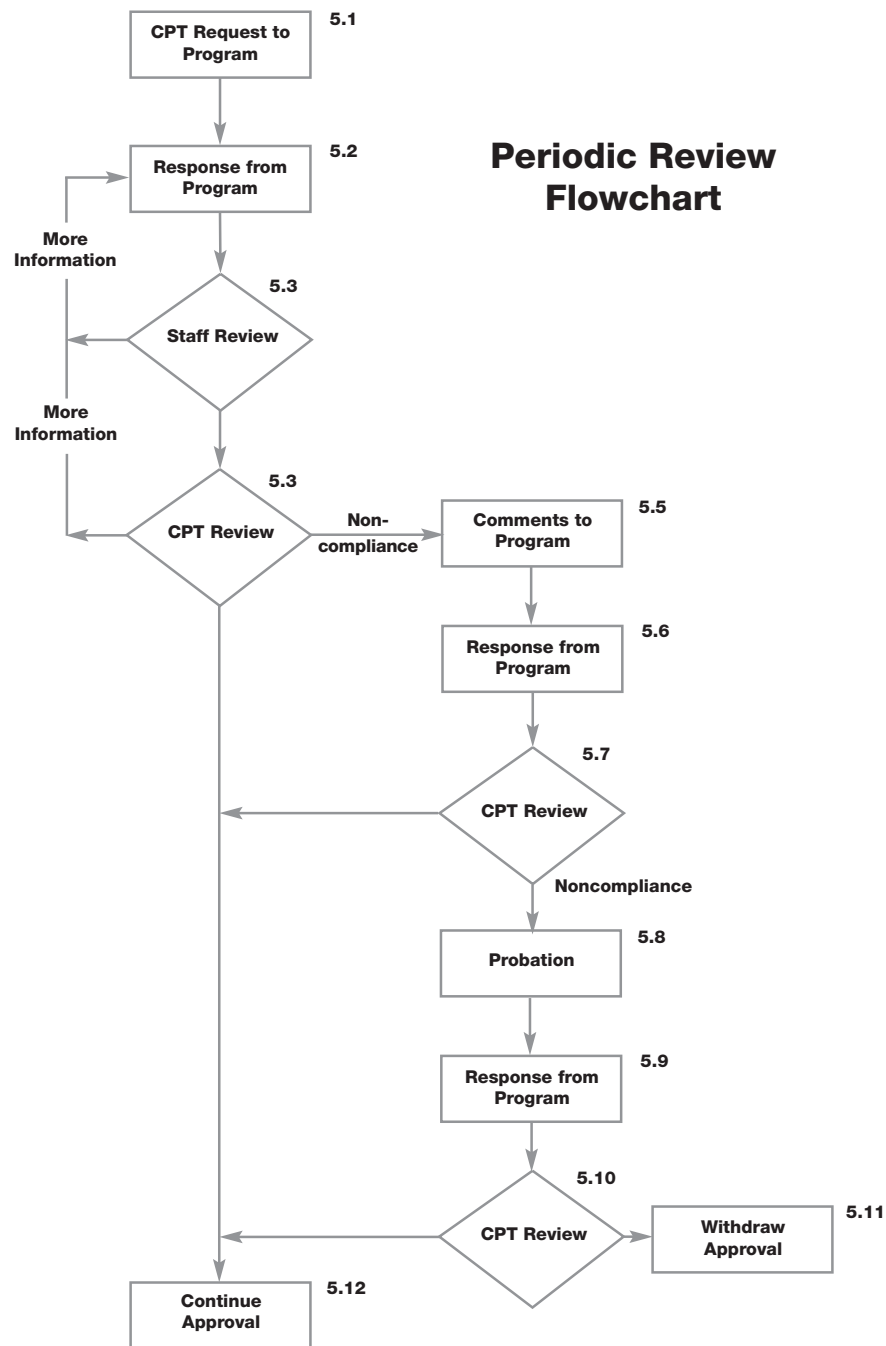 5.1
CPT Request to
Program
Periodic Review
Flowchart
5.2
Response from
Program
More
Information
5.3
Staff Review
More
Information
5.3
CPT Review
Non-
compliance
5.5
Comments to
Program
5.6
Response from
Program
5.7
CPT Review
Noncompliance
5.8
Probation
5.9
Response from
Program
5.10
CPT Review
5.11
Withdraw
Approval
5.12
Continue
Approval